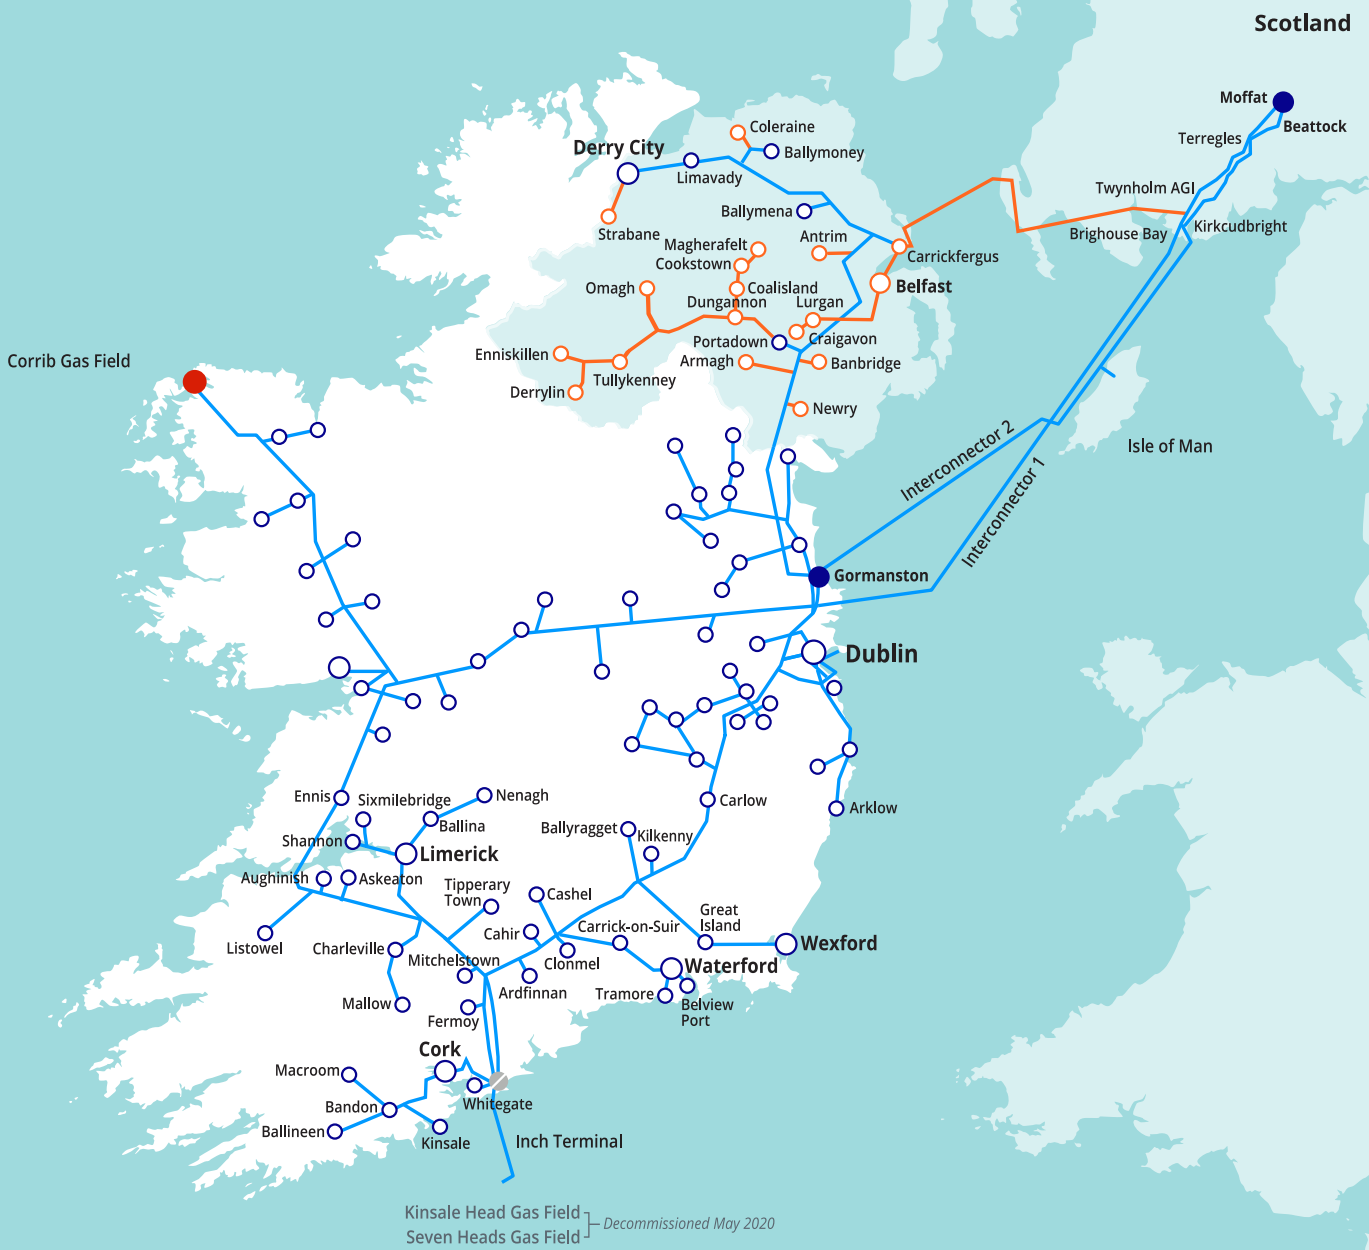 Scotland
Moffat
Beattock
Terregles
Coleraine
Ballymoney
Derry City
Limavady
Twynholm AGI
Ballymena
Kirkcudbright
Brighouse Bay
Strabane
Antrim
Magherafelt
Cookstown
Carrickfergus
Omagh
Coalisland
Belfast
Dungannon
Lurgan
Craigavon
Portadown
Enniskillen
Corrib Gas Field
Armagh
Banbridge
Tullykenney
Derrylin
Newry
Isle of Man
Interconnector 2
Interconnector 1
Gormanston
Dublin
Ennis
Sixmilebridge
Nenagh
Carlow
Arklow
Ballina
Ballyragget
Kilkenny
Shannon
Limerick
Aughinish
Askeaton
Tipperary
Town
Cashel
Great
Island
Carrick-on-Suir
Cahir
Wexford
Listowel
Charleville
Mitchelstown
Clonmel
Waterford
Ardfinnan
Tramore
Belview
Port
Mallow
Fermoy
Cork
Macroom
Whitegate
Bandon
Ballineen
Kinsale
Inch Terminal
Kinsale Head Gas Field
Seven Heads Gas Field
Decommissioned May 2020